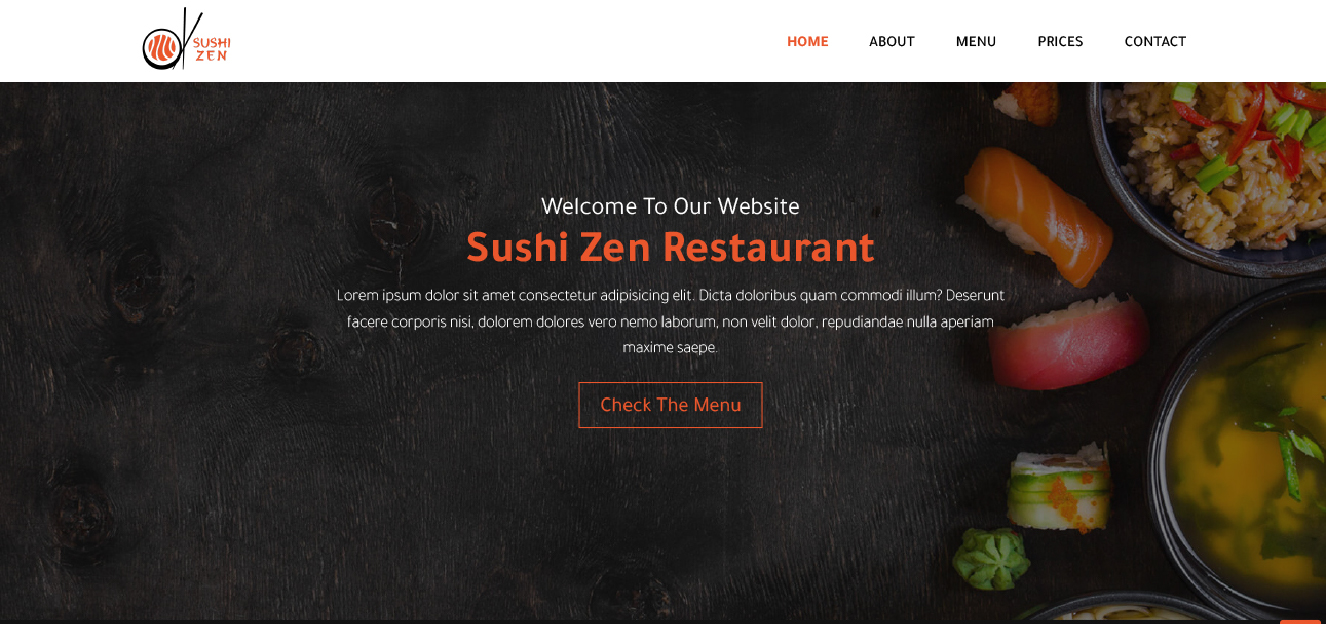 SUSHI
ZEN
HOME ABOUT MENU PRICES CONTACT
Welcome To Our Website
Sushi Zen Restaurant
Lorem ipsum dolor sit amet consectetur adipisicing elit. Dicta doloribus quam commodi illum? Deserunt
facere corporis nisi, dolorem dolores vero nemo laborum, non velit dolor, repudiandae nulla aperiam
maxime saepe.
Check The Menu